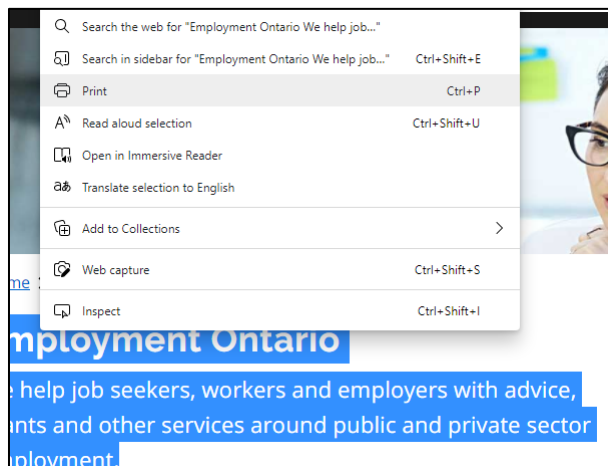 Search the web for "Employment Ontario We help job..."
Search in sidebar for "Employment Ontario We help job..." Ctrl+Shift+E
Print Ctrl+P
Read aloud selection Ctrl+Shift+U
Open in Immersive Reader
Translate selection to English
Add to Collections
Web capture Ctrl+Shift+S
me
Inspect Ctrl+Shift+I
mployment Ontario
e help job seekers, workers and employers with advice,
ants and other services around public and private sector
ployment.